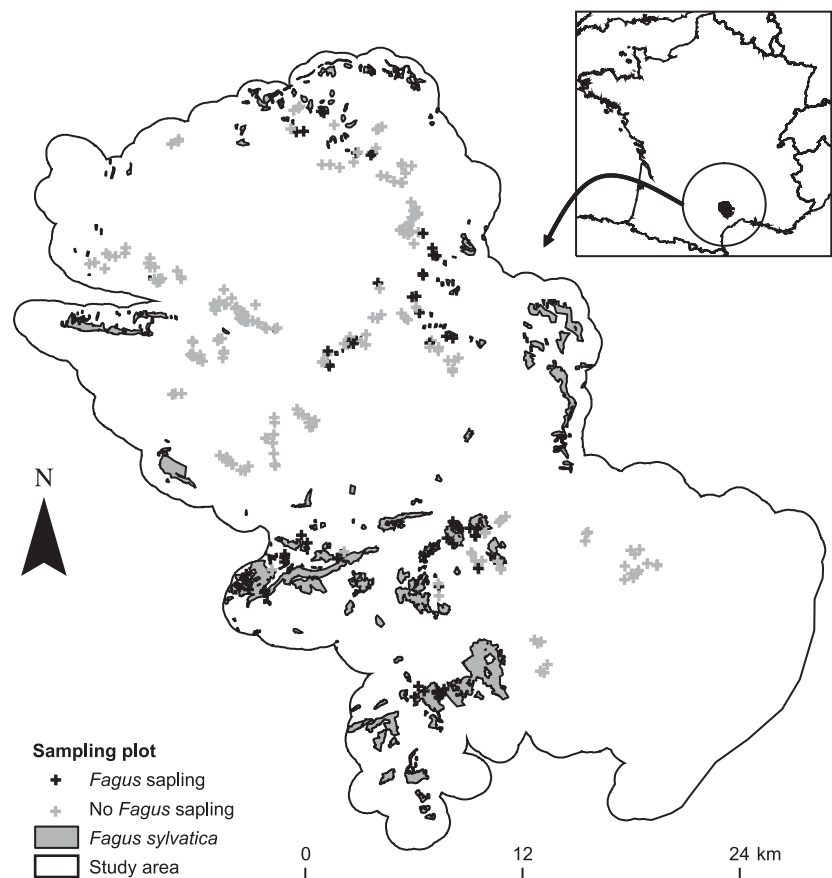 N
Sampling plot
Fagus sapling
No Fagus sapling
Fagus sylvatica
Study area
0 12 24 km